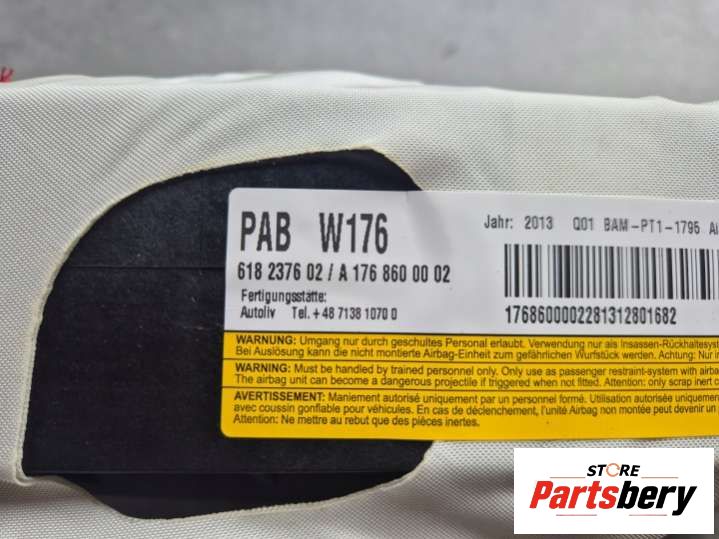 PAB W176
618 2376 02 / A 176 860 00 02
Fertigungsstätte:
Autoliv Tel. +48 71381070 0
Jahr: 2013 Q01 BAM-PT1-1795
1768600002281312801682
WARNUNG: Umgang nur durch geschultes Personal erlaubt. Verwendung nur als Insassen-Rückhaltesystem
Bei Auslösung kann die nicht montierte Airbag-Einheit zum gefährlichen Wurfstück werden. Achtung: Nur i
WARNING: Must be handled by trained personnel only. Only use as passenger restraint-system with airba
The airbag unit can become a dangerous projectile if triggered when not fitted. Attention: only scrap inert c
AVERTISSEMENT: Maniement autorisé uniquement par un personnel formé. Utilisation autorisée uniquement
avec coussin gonflable pour véhicules. En cas de déclenchement, l'unité Airbag non montée peut devenir un
Attention: Ne mettre au rebut que des pièces inertes.
STORE
Partsbery